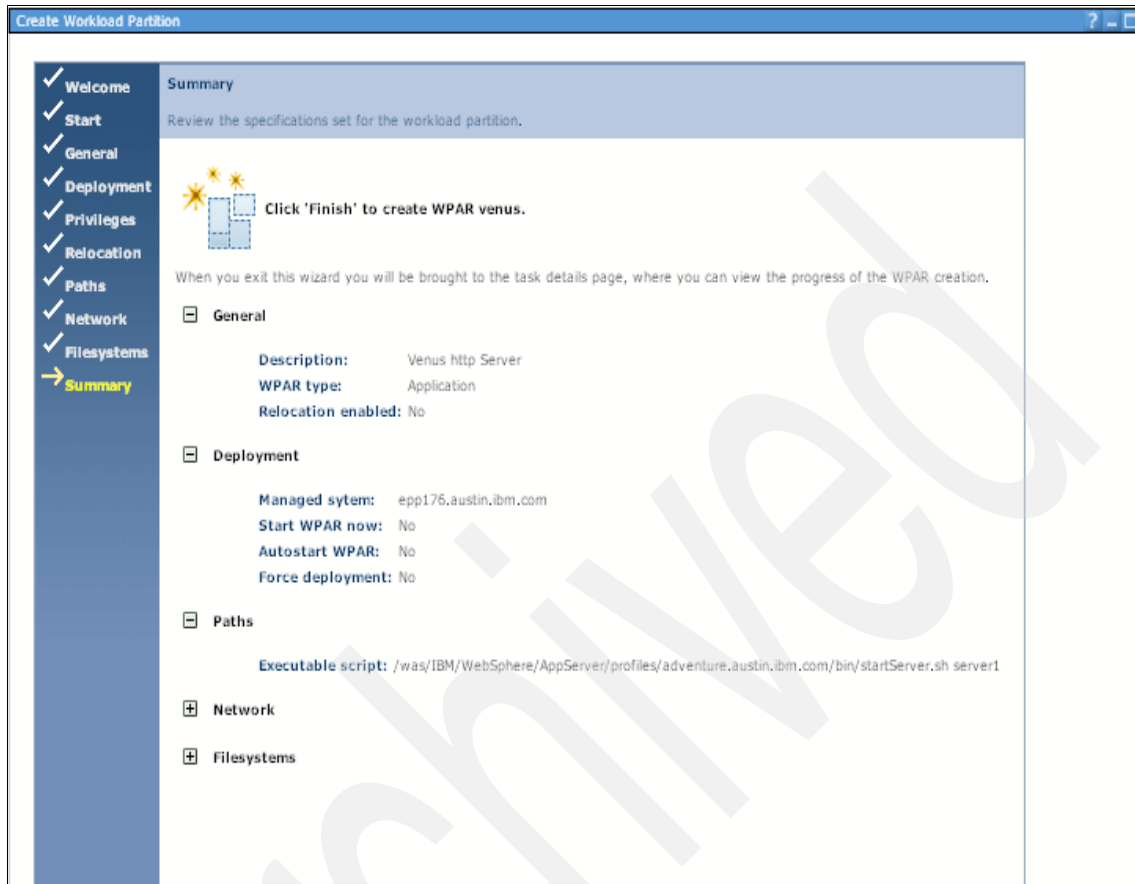 Create Workload Partition
?
Welcome
Start
General
Deployment
Privileges
Relocation
Paths
Network
Filesystems
Summary
Summary
Review the specifications set for the workload partition.
Click 'Finish' to create WPAR venus.
When you exit this wizard you will be brought to the task details page, where you can view the progress of the WPAR creation.
General
Description: Venus http Server
WPAR type: Application
Relocation enabled: No
Deployment
Managed sytem: epp176.austin.ibm.com
Start WPAR now: No
Autostart WPAR: No
Force deployment: No
Paths
Executable script: /was/IBM/WebSphere/AppServer/profiles/adventure.austin.ibm.com/bin/startServer.sh server1
Network
Filesystems